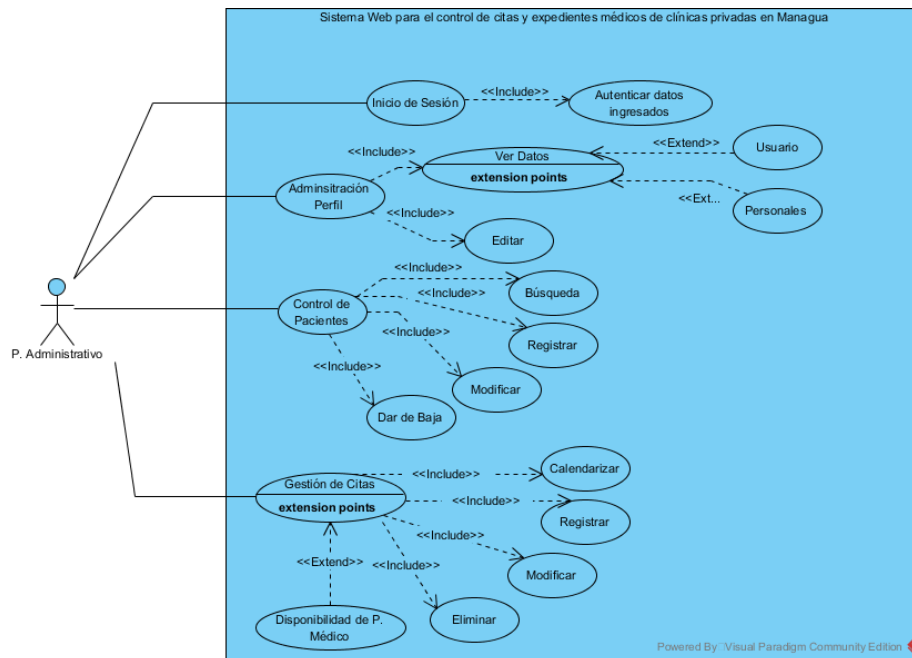 Sistema Web para el control de citas y expedientes médicos de clínicas privadas en Managua
Inicio de Sesión
<<Include>>
Autenticar datos
ingresados
<<Include>>
Ver Datos
extension points
<<Extend>>
Usuario
<<Ext...
Personales
Adminsitración
Perfil
<<Include>>
Editar
<<Include>>
Búsqueda
Control de
Pacientes
<<Include>>
Registrar
<<Include>>
Modificar
<<Include>>
Dar de Baja
P. Administrativo
Gestión de Citas
extension points
<<Include>>
Calendarizar
<<Include>>
Registrar
<<Include>>
Modificar
<<Include>>
Eliminar
<<Extend>>
Disponibilidad de P.
Médico
Powered By Visual Paradigm Community Edition